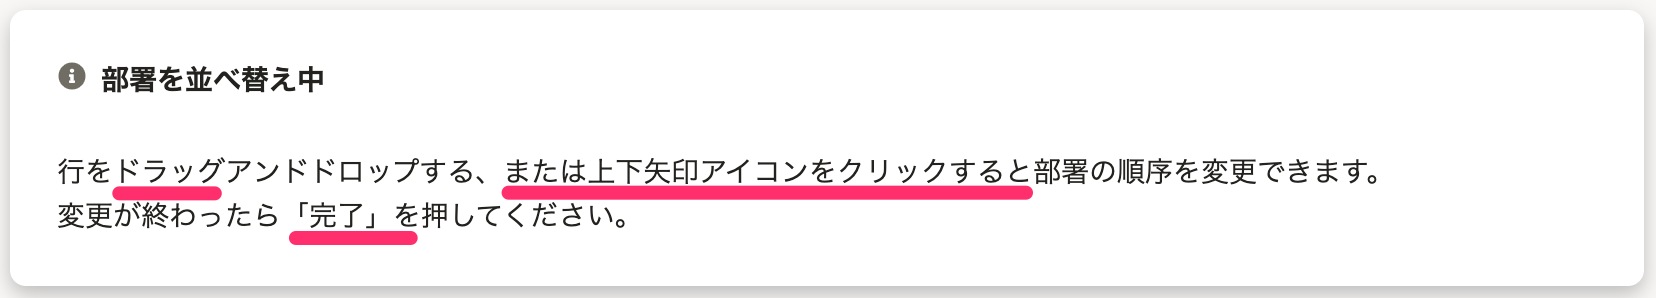 部署を並べ替え中
行をドラッグアンドドロップする、または上下矢印アイコンをクリックすると部署の順序を変更できます。
変更が終わったら「完了」を押してください。